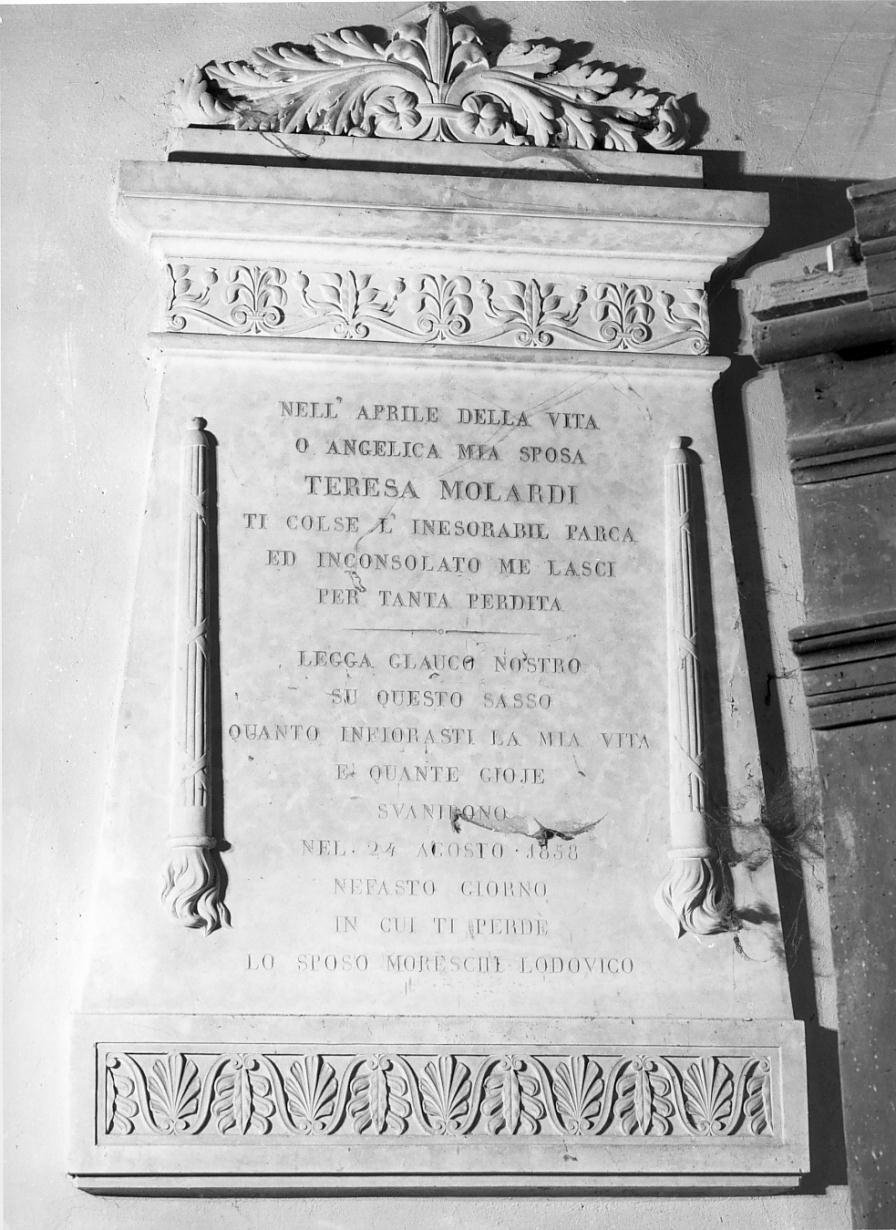 NELL' APRILE DELLA VITA
O ANGELICA MIA SPOSA
TERESA MOLARDI
TI COLSE L' INESORABIL PARCA
ED INCONSOLATO ME LASCI
PER TANTA PERDITA
LEGGA GLAUCO NOSTRO
SU QUESTO SASSO
QUANTO INFIORASTI LA MIA VITA
E QUANTE GIOJE
SVANIRONO
NEL 24 AGOSTO 1858
NEFASTO GIORNO
IN CUI TI PERDÈ
LO SPOSO MORESCHI LODOVICO